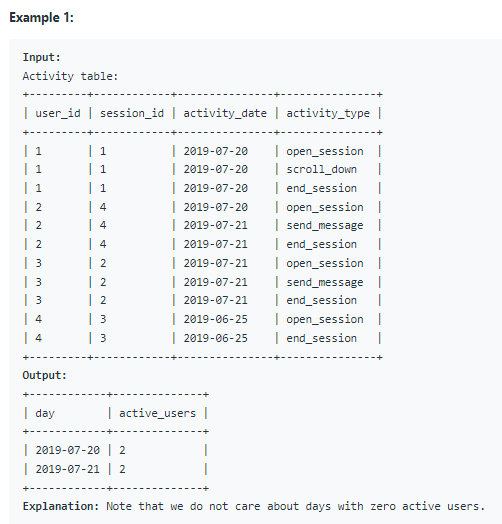 Example 1:
Input:
Activity table:
+---------+------------+---------------+---------------+
| user_id | session_id | activity_date | activity_type |
+---------+------------+---------------+---------------+
| 1       | 1          | 2019-07-20    | open_session  |
| 1       | 1          | 2019-07-20    | scroll_down   |
| 1       | 1          | 2019-07-20    | end_session   |
| 2       | 4          | 2019-07-20    | open_session  |
| 2       | 4          | 2019-07-21    | send_message  |
| 2       | 4          | 2019-07-21    | end_session   |
| 3       | 2          | 2019-07-21    | open_session  |
| 3       | 2          | 2019-07-21    | send_message  |
| 3       | 2          | 2019-07-21    | end_session   |
| 4       | 3          | 2019-06-25    | open_session  |
| 4       | 3          | 2019-06-25    | end_session   |
+---------+------------+---------------+---------------+
Output:
+------------+--------------+
| day        | active_users |
+------------+--------------+
| 2019-07-20 | 2            |
| 2019-07-21 | 2            |
+------------+--------------+
Explanation: Note that we do not care about days with zero active users.